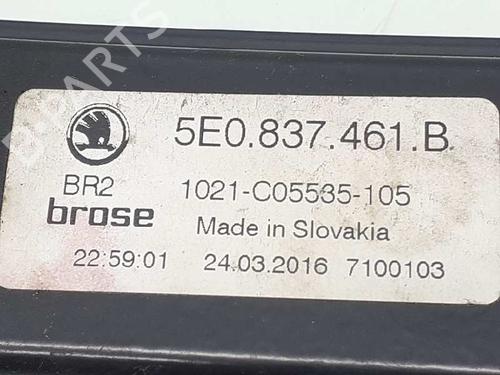 B-PARTS
5E0.837.461.B
BR2
1021-C05535-105
brose
Made in Slovakia
22:59:01 24.03.2016 7100103